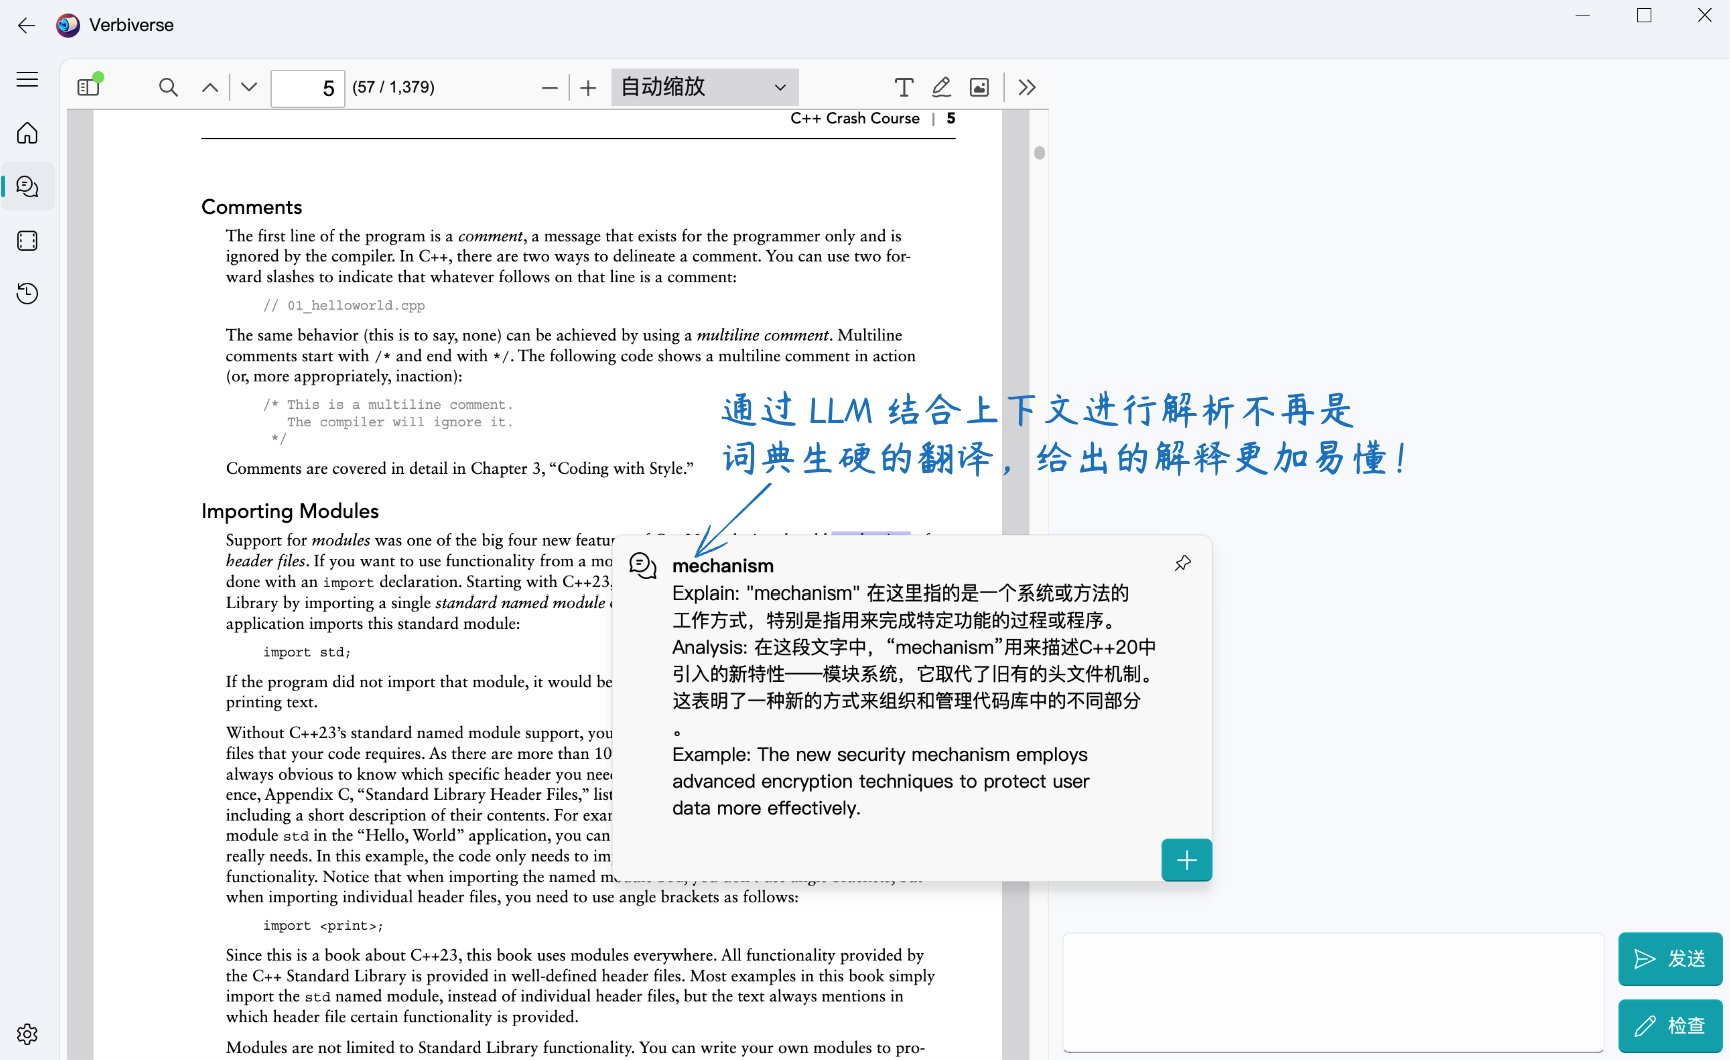 Verbiverse
5 (57 / 1,379) 自动缩放
C++ Crash Course | 5
Comments
The first line of the program is a comment, a message that exists for the programmer only and is
ignored by the compiler. In C++, there are two ways to delineate a comment. You can use two for-
ward slashes to indicate that whatever follows on that line is a comment:
// 01_helloworld.cpp
The same behavior (this is to say, none) can be achieved by using a multiline comment. Multiline
comments start with /* and end with */. The following code shows a multiline comment in action
(or, more appropriately, inaction):
/* This is a multiline comment.
The compiler will ignore it.
*/
Comments are covered in detail in Chapter 3, “Coding with Style.”
通过 LLM 结合上下文进行解析不再是
词典生硬的翻译，给出的解释更加易懂！
Importing Modules
Support for modules was one of the big four new featur
header files. If you want to use functionality from a mo
done with an import declaration. Starting with C++23,
Library by importing a single standard named module
application imports this standard module:
import std;
If the program did not import that module, it would be
printing text.
Without C++23’s standard named module support, you
files that your code requires. As there are more than 10
always obvious to know which specific header you need
ence, Appendix C, “Standard Library Header Files,” list
including a short description of their contents. For exam
module std in the “Hello, World” application, you can
really needs. In this example, the code only needs to im
functionality. Notice that when importing the named
when importing individual header files, you need to use angle brackets as follows:
import <print>;
Since this is a book about C++23, this book uses modules everywhere. All functionality provided by
the C++ Standard Library is provided in well-defined header files. Most examples in this book simply
import the std named module, instead of individual header files, but the text always mentions in
which header file certain functionality is provided.
Modules are not limited to Standard Library functionality. You can write your own modules to pro-
mechanism
Explain: "mechanism" 在这里指的是一个系统或方法的
工作方式，特别是指用来完成特定功能的过程或程序。
Analysis: 在这段文字中，“mechanism”用来描述C++20中
引入的新特性——模块系统，它取代了旧有的头文件机制。
这表明了一种新的方式来组织和管理代码库中的不同部分
。
Example: The new security mechanism employs
advanced encryption techniques to protect user
data more effectively.
发送
检查